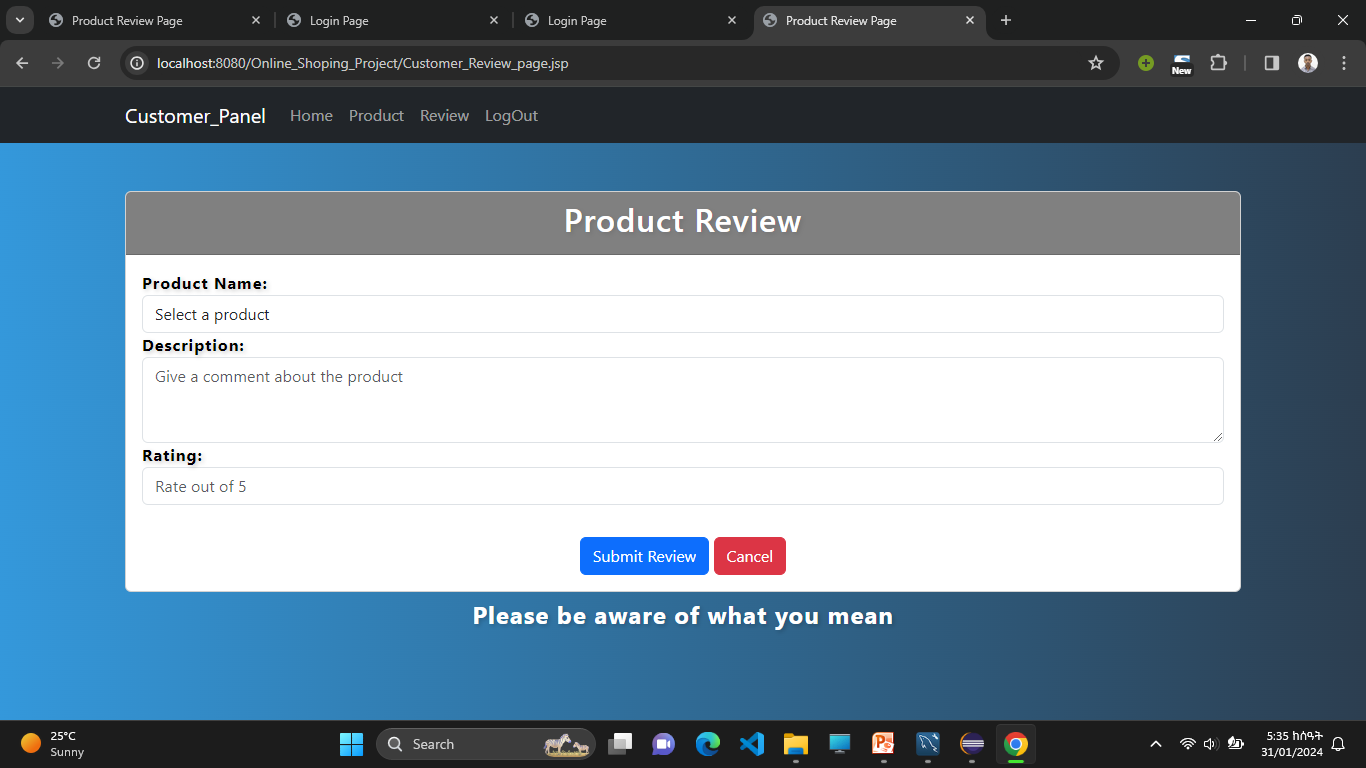 Product Review Page
Login Page
Login Page
Product Review Page
localhost:8080/Online_Shoping_Project/Customer_Review_page.jsp
New
Customer_Panel Home Product Review LogOut
Product Review
Product Name:
Select a product
Description:
Give a comment about the product
Rating:
Rate out of 5
Submit Review Cancel
Please be aware of what you mean
25°C
Sunny
Search
5:35 ከሰዓት
31/01/2024